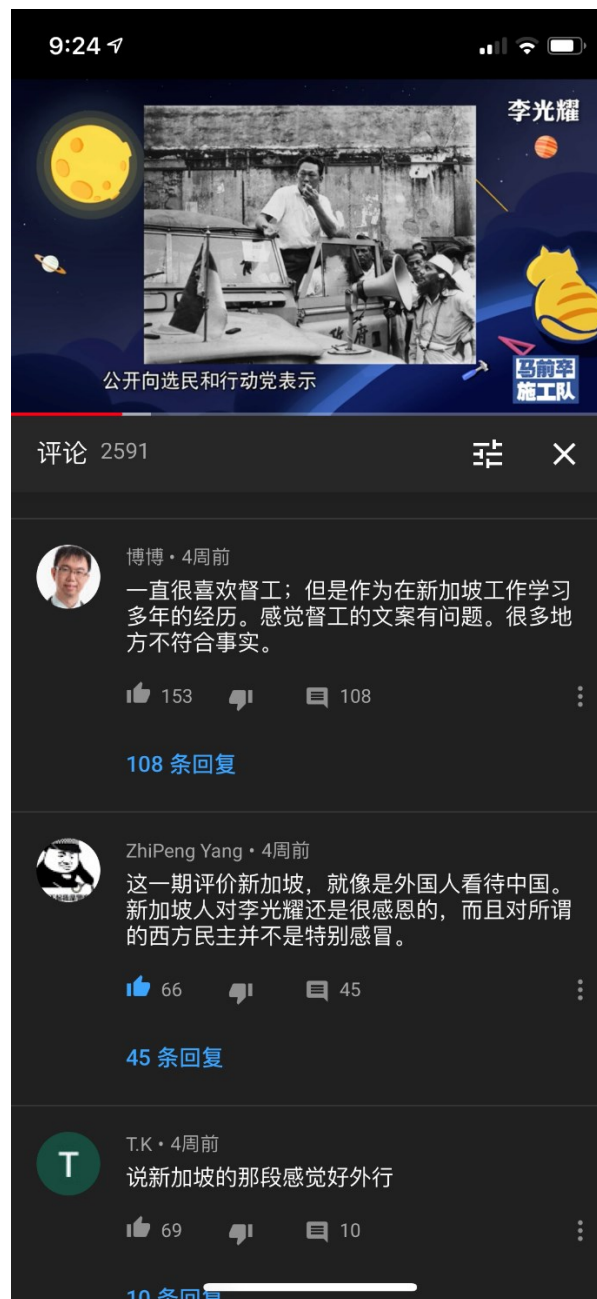 9:24
李光耀
公开向选民和行动党表示
马前卒
施工队
评论 2591
博博 • 4周前
一直很喜欢督工；但是作为在新加坡工作学习
多年的经历。感觉督工的文案有问题。很多地
方不符合事实。
153
108
108 条回复
ZhiPeng Yang • 4周前
这一期评价新加坡，就像是外国人看待中国。
新加坡人对李光耀还是很感恩的，而且对所谓
的西方民主并不是特别感冒。
66
45
45 条回复
T
T.K • 4周前
说新加坡的那段感觉好外行
69
10
10 条回复